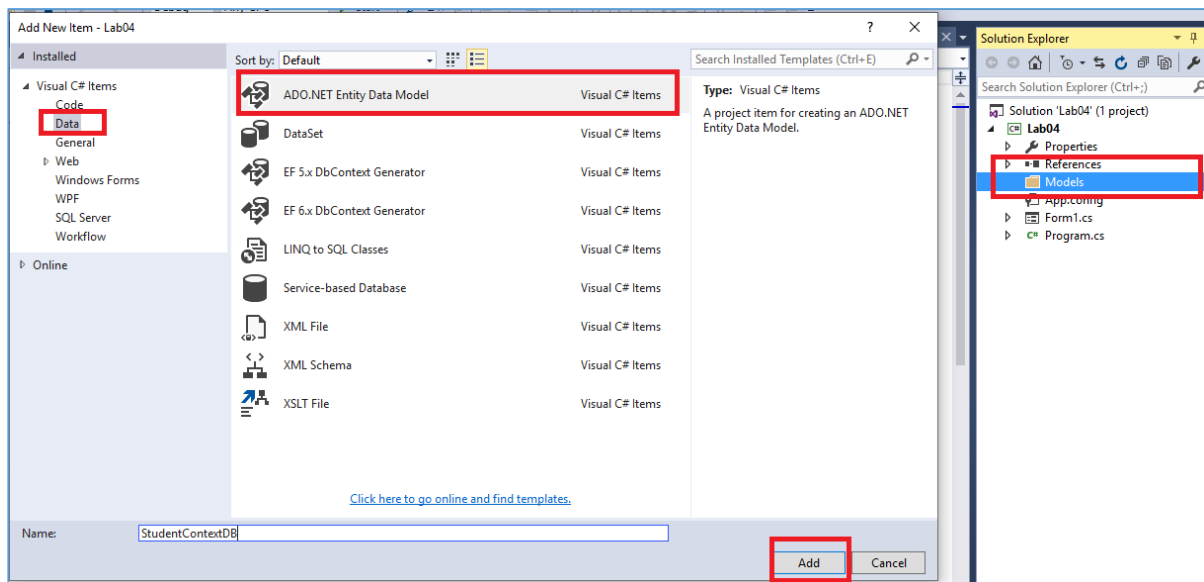 Add New Item - Lab04
?
Installed
Sort by: Default
Search Installed Templates (Ctrl+E)
Visual C# Items
Code
Data
General
Web
Windows Forms
WPF
SQL Server
Workflow
Online
ADO.NET Entity Data Model Visual C# Items
DataSet Visual C# Items
EF 5.x DbContext Generator Visual C# Items
EF 6.x DbContext Generator Visual C# Items
LINQ to SQL Classes Visual C# Items
Service-based Database Visual C# Items
XML File Visual C# Items
XML Schema Visual C# Items
XSLT File Visual C# Items
Click here to go online and find templates.
Type: Visual C# Items
A project item for creating an ADO.NET
Entity Data Model.
Name: StudentContextDB
Add Cancel
Solution Explorer
Search Solution Explorer (Ctrl+;)
Solution 'Lab04' (1 project)
C# Lab04
Properties
References
Models
App.config
Form1.cs
C# Program.cs